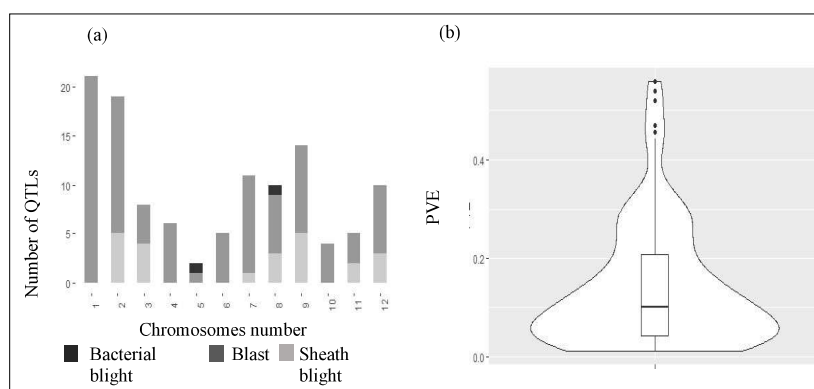 (a)
(b)
Number of QTLs
20
15
10
5
0
1 2 3 4 5 6 7 8 9 10 11 12
Chromosomes number
Bacterial blight
Blast
Sheath blight
PVE
0.4
0.2
0.0